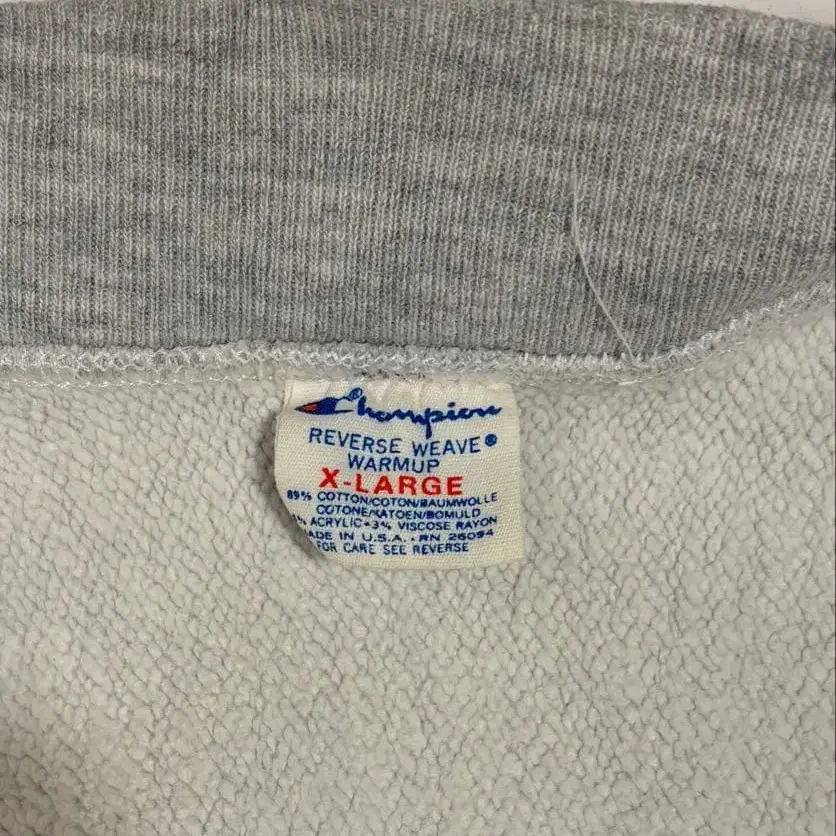 Champion®
REVERSE WEAVE®
WARMUP
X-LARGE
89% COTTON/COTON/BAUMWOLLE
COTONE/KATOEN/BOMULD
% ACRYLIC • 3% VISCOSE RAYON
ADE IN U.S.A. • RN 26094
FOR CARE SEE REVERSE